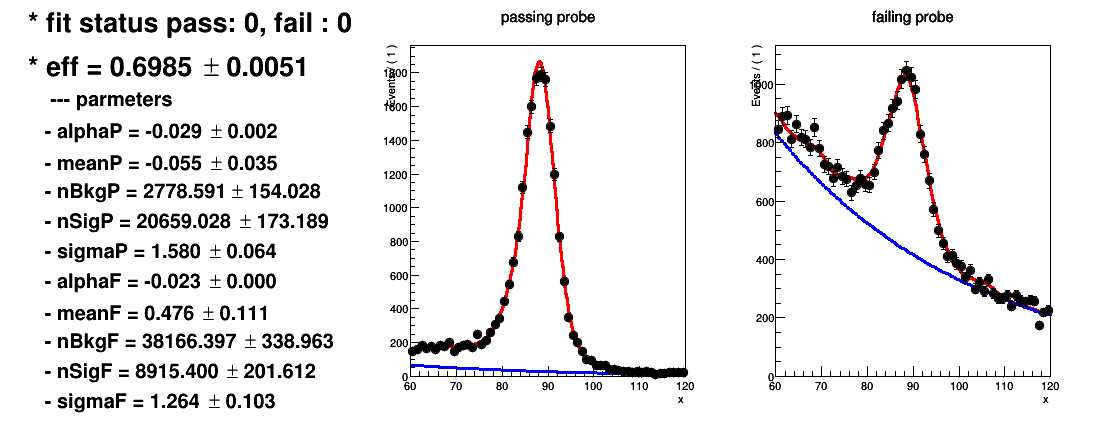 * fit status pass: 0, fail : 0
* eff = 0.6985 ± 0.0051
--- parmeters
- alphaP = -0.029 ± 0.002
- meanP = -0.055 ± 0.035
- nBkgP = 2778.591 ± 154.028
- nSigP = 20659.028 ± 173.189
- sigmaP = 1.580 ± 0.064
- alphaF = -0.023 ± 0.000
- meanF = 0.476 ± 0.111
- nBkgF = 38166.397 ± 338.963
- nSigF = 8915.400 ± 201.612
- sigmaF = 1.264 ± 0.103
passing probe
Events / ( 1 )
1800
1600
1400
1200
1000
800
600
400
200
0
60 70 80 90 100 110 120
x
failing probe
Events / ( 1 )
1000
800
600
400
200
0
60 70 80 90 100 110 120
x